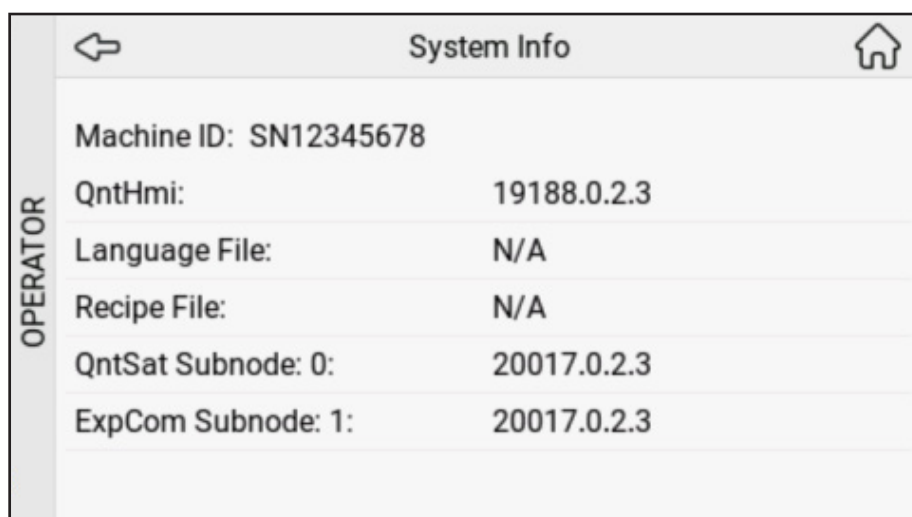 System Info
OPERATOR
Machine ID: SN12345678
QntHmi: 19188.0.2.3
Language File: N/A
Recipe File: N/A
QntSat Subnode: 0: 20017.0.2.3
ExpCom Subnode: 1: 20017.0.2.3